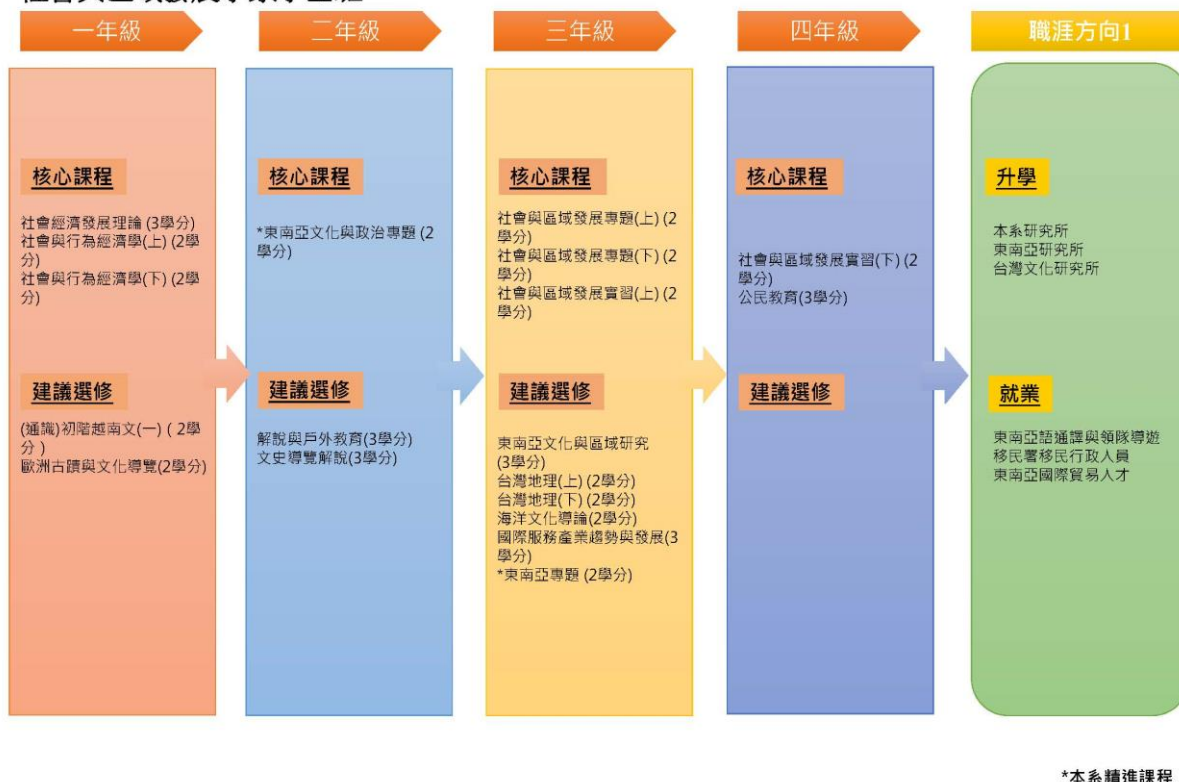 一年級
二年級
三年級
四年級
職涯方向1
核心課程
社會經濟發展理論 (3學分)
社會與行為經濟學(上) (2學
分)
社會與行為經濟學(下) (2學
分)
建議選修
(通識)初階越南文(一) ( 2學
分 )
歐洲古蹟與文化導覽(2學分)
核心課程
*東南亞文化與政治專題 (2
學分)
建議選修
解說與戶外教育(3學分)
文史導覽解說(3學分)
核心課程
社會與區域發展專題(上) (2
學分)
社會與區域發展專題(下) (2
學分)
社會與區域發展實習(上) (2
學分)
建議選修
東南亞文化與區域研究
(3學分)
台灣地理(上) (2學分)
台灣地理(下) (2學分)
海洋文化導論(2學分)
國際服務產業趨勢與發展(3
學分)
*東南亞專題 (2學分)
核心課程
社會與區域發展實習(下) (2
學分)
公民教育(3學分)
建議選修
升學
本系研究所
東南亞研究所
台灣文化研究所
就業
東南亞語通譯與領隊導遊
移民署移民行政人員
東南亞國際貿易人才
*本系精進課程